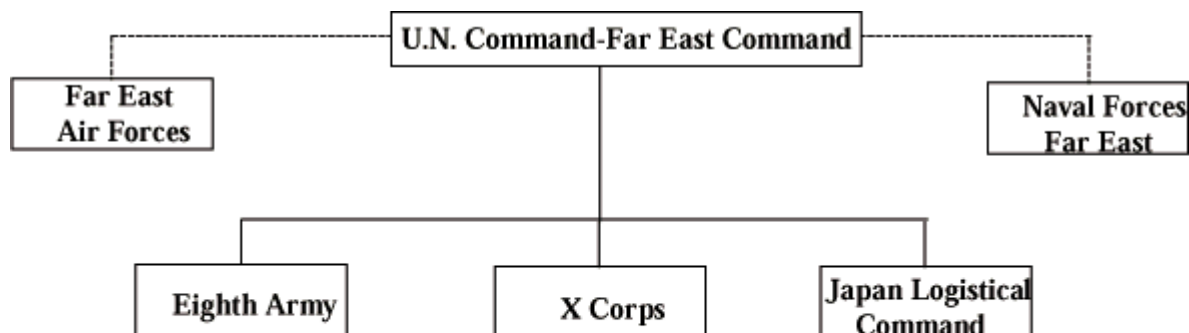 U.N. Command-Far East Command
Far East
Air Forces
Naval Forces
Far East
Eighth Army
X Corps
Japan Logistical
Command